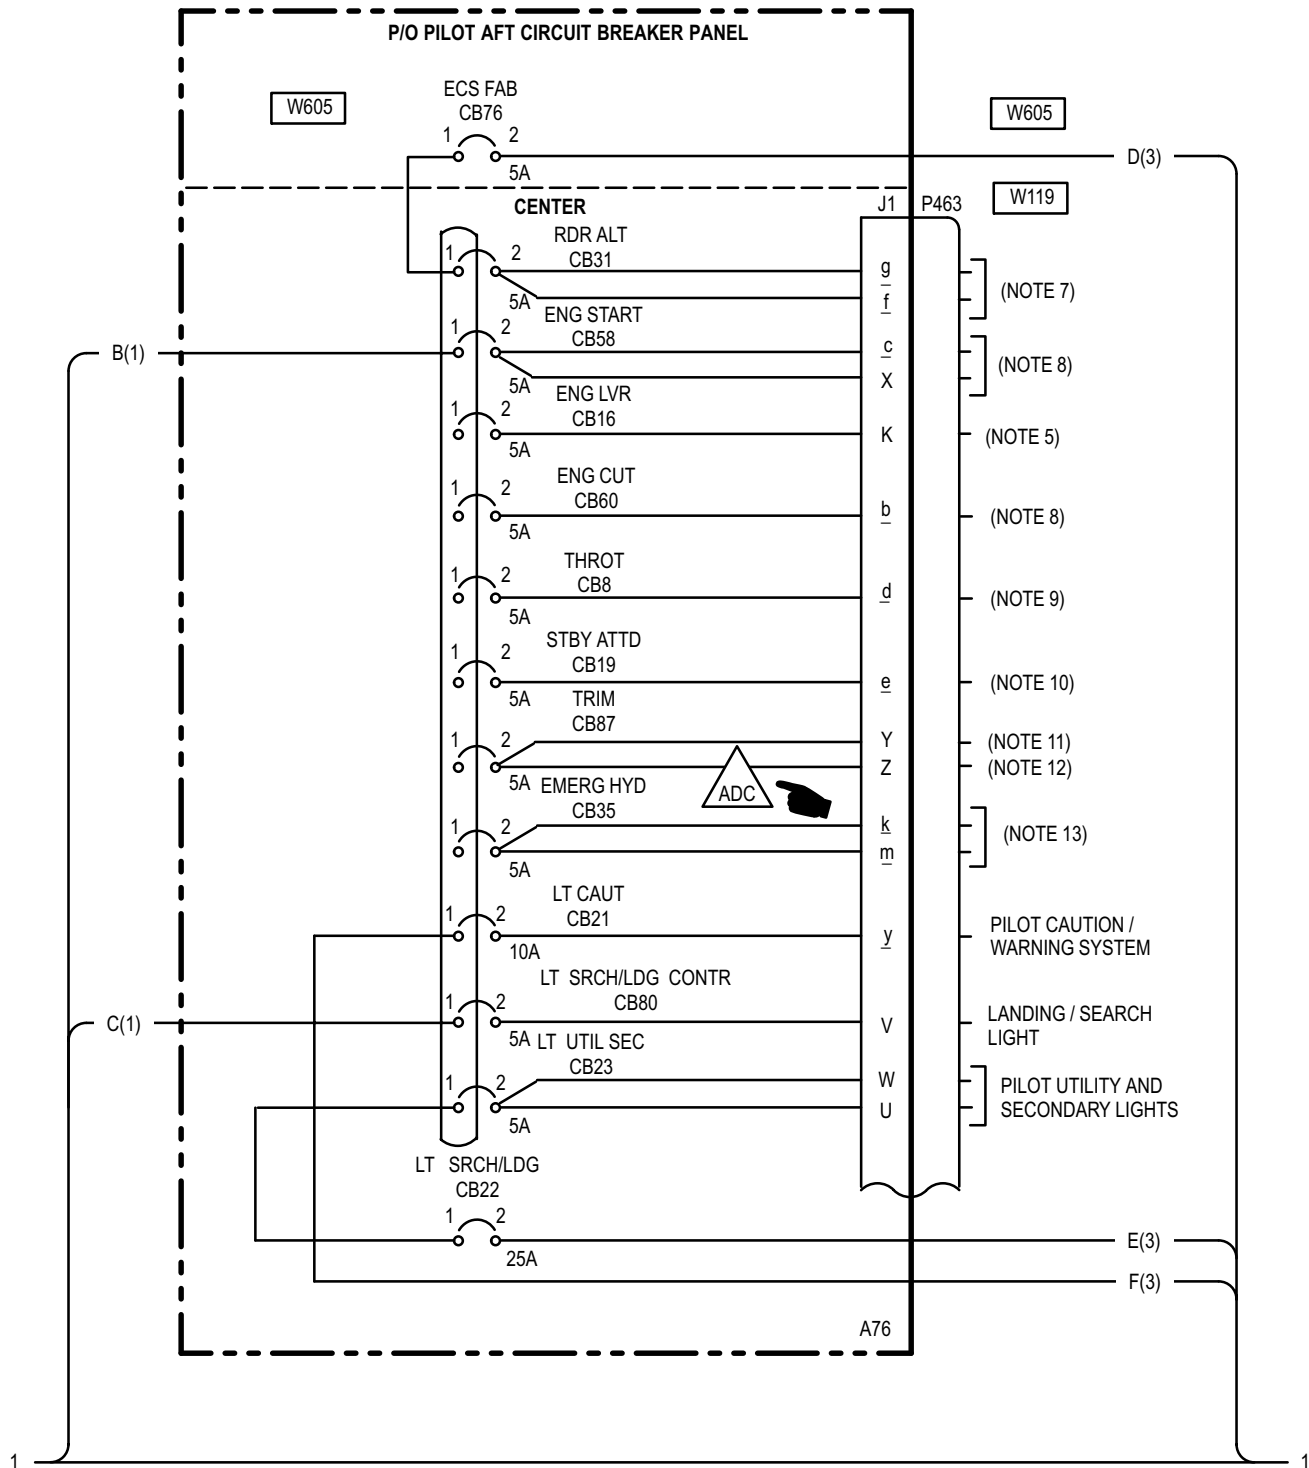 P/O PILOT AFT CIRCUIT BREAKER PANEL
ECS FAB
CB76
W605
W605
1 2
5A
D(3)
W119
CENTER
J1 P463
RDR ALT
CB31
1 2
5A
g
f
(NOTE 7)
ENG START
CB58
1 2
5A
B(1)
c
X
(NOTE 8)
ENG LVR
CB16
1 2
5A
K
(NOTE 5)
ENG CUT
CB60
1 2
5A
b
(NOTE 8)
THROT
CB8
1 2
5A
d
(NOTE 9)
STBY ATTD
CB19
1 2
5A
e
(NOTE 10)
TRIM
CB87
1 2
5A
Y
(NOTE 11)
Z
(NOTE 12)
ADC
EMERG HYD
CB35
1 2
5A
k
m
(NOTE 13)
LT CAUT
CB21
1 2
10A
y
PILOT CAUTION /
WARNING SYSTEM
LT SRCH/LDG CONTR
CB80
1 2
5A
C(1)
V
LANDING / SEARCH
LIGHT
LT UTIL SEC
CB23
1 2
5A
W
U
PILOT UTILITY AND
SECONDARY LIGHTS
LT SRCH/LDG
CB22
1 2
25A
E(3)
F(3)
A76
1 1